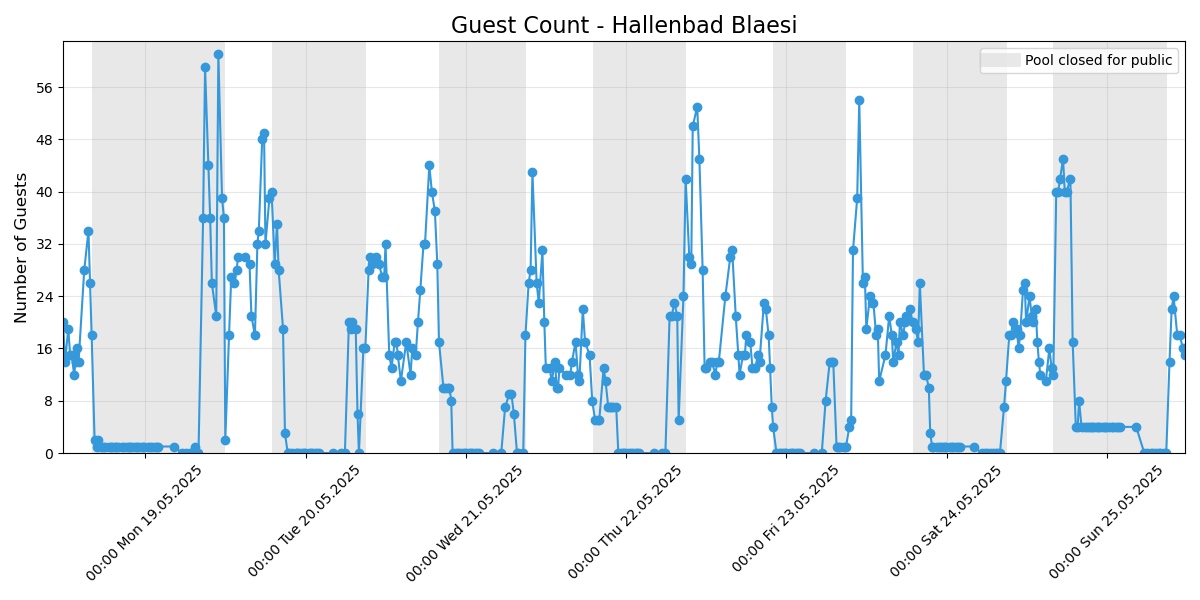 Guest Count - Hallenbad Blaesi
Pool closed for public
Number of Guests
56
48
40
32
24
16
8
0
00:00 Mon 19.05.2025
00:00 Tue 20.05.2025
00:00 Wed 21.05.2025
00:00 Thu 22.05.2025
00:00 Fri 23.05.2025
00:00 Sat 24.05.2025
00:00 Sun 25.05.2025